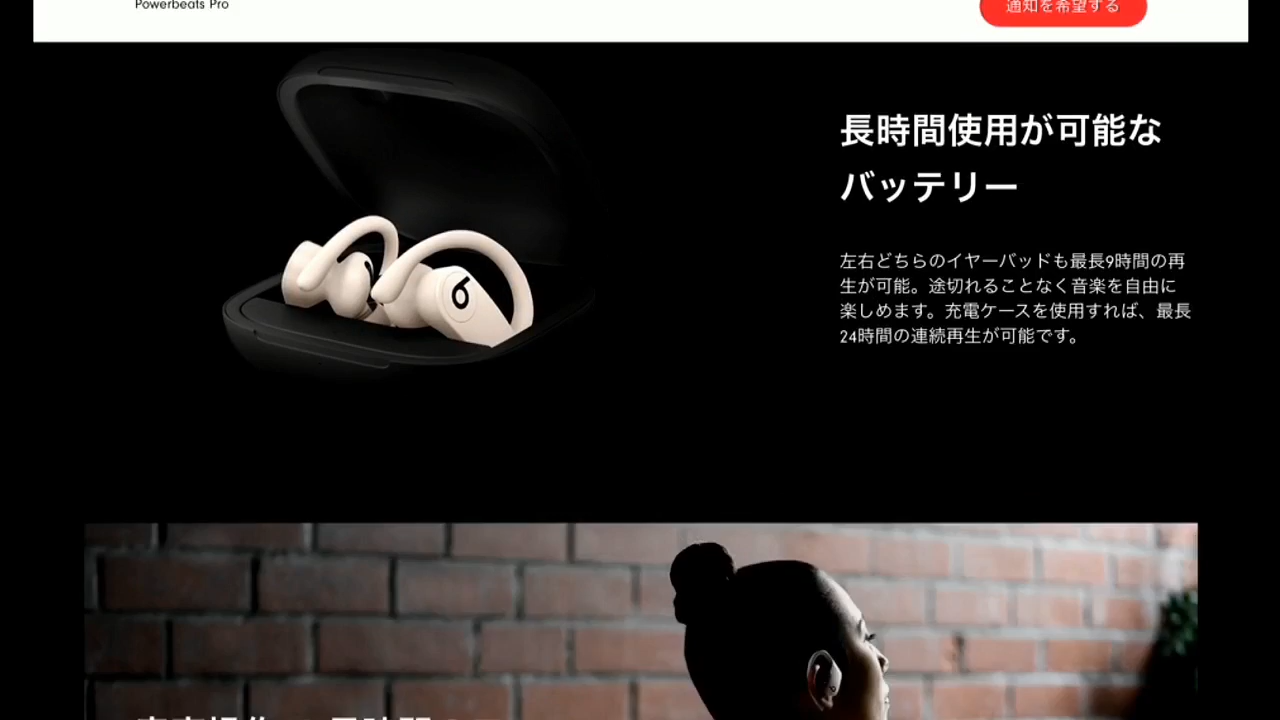 Powerbeats Pro
通知を希望する
長時間使用が可能な
バッテリー
左右どちらのイヤーバッドも最長9時間の再
生が可能。途切れることなく音楽を自由に
楽しめます。充電ケースを使用すれば、最長
24時間の連続再生が可能です。